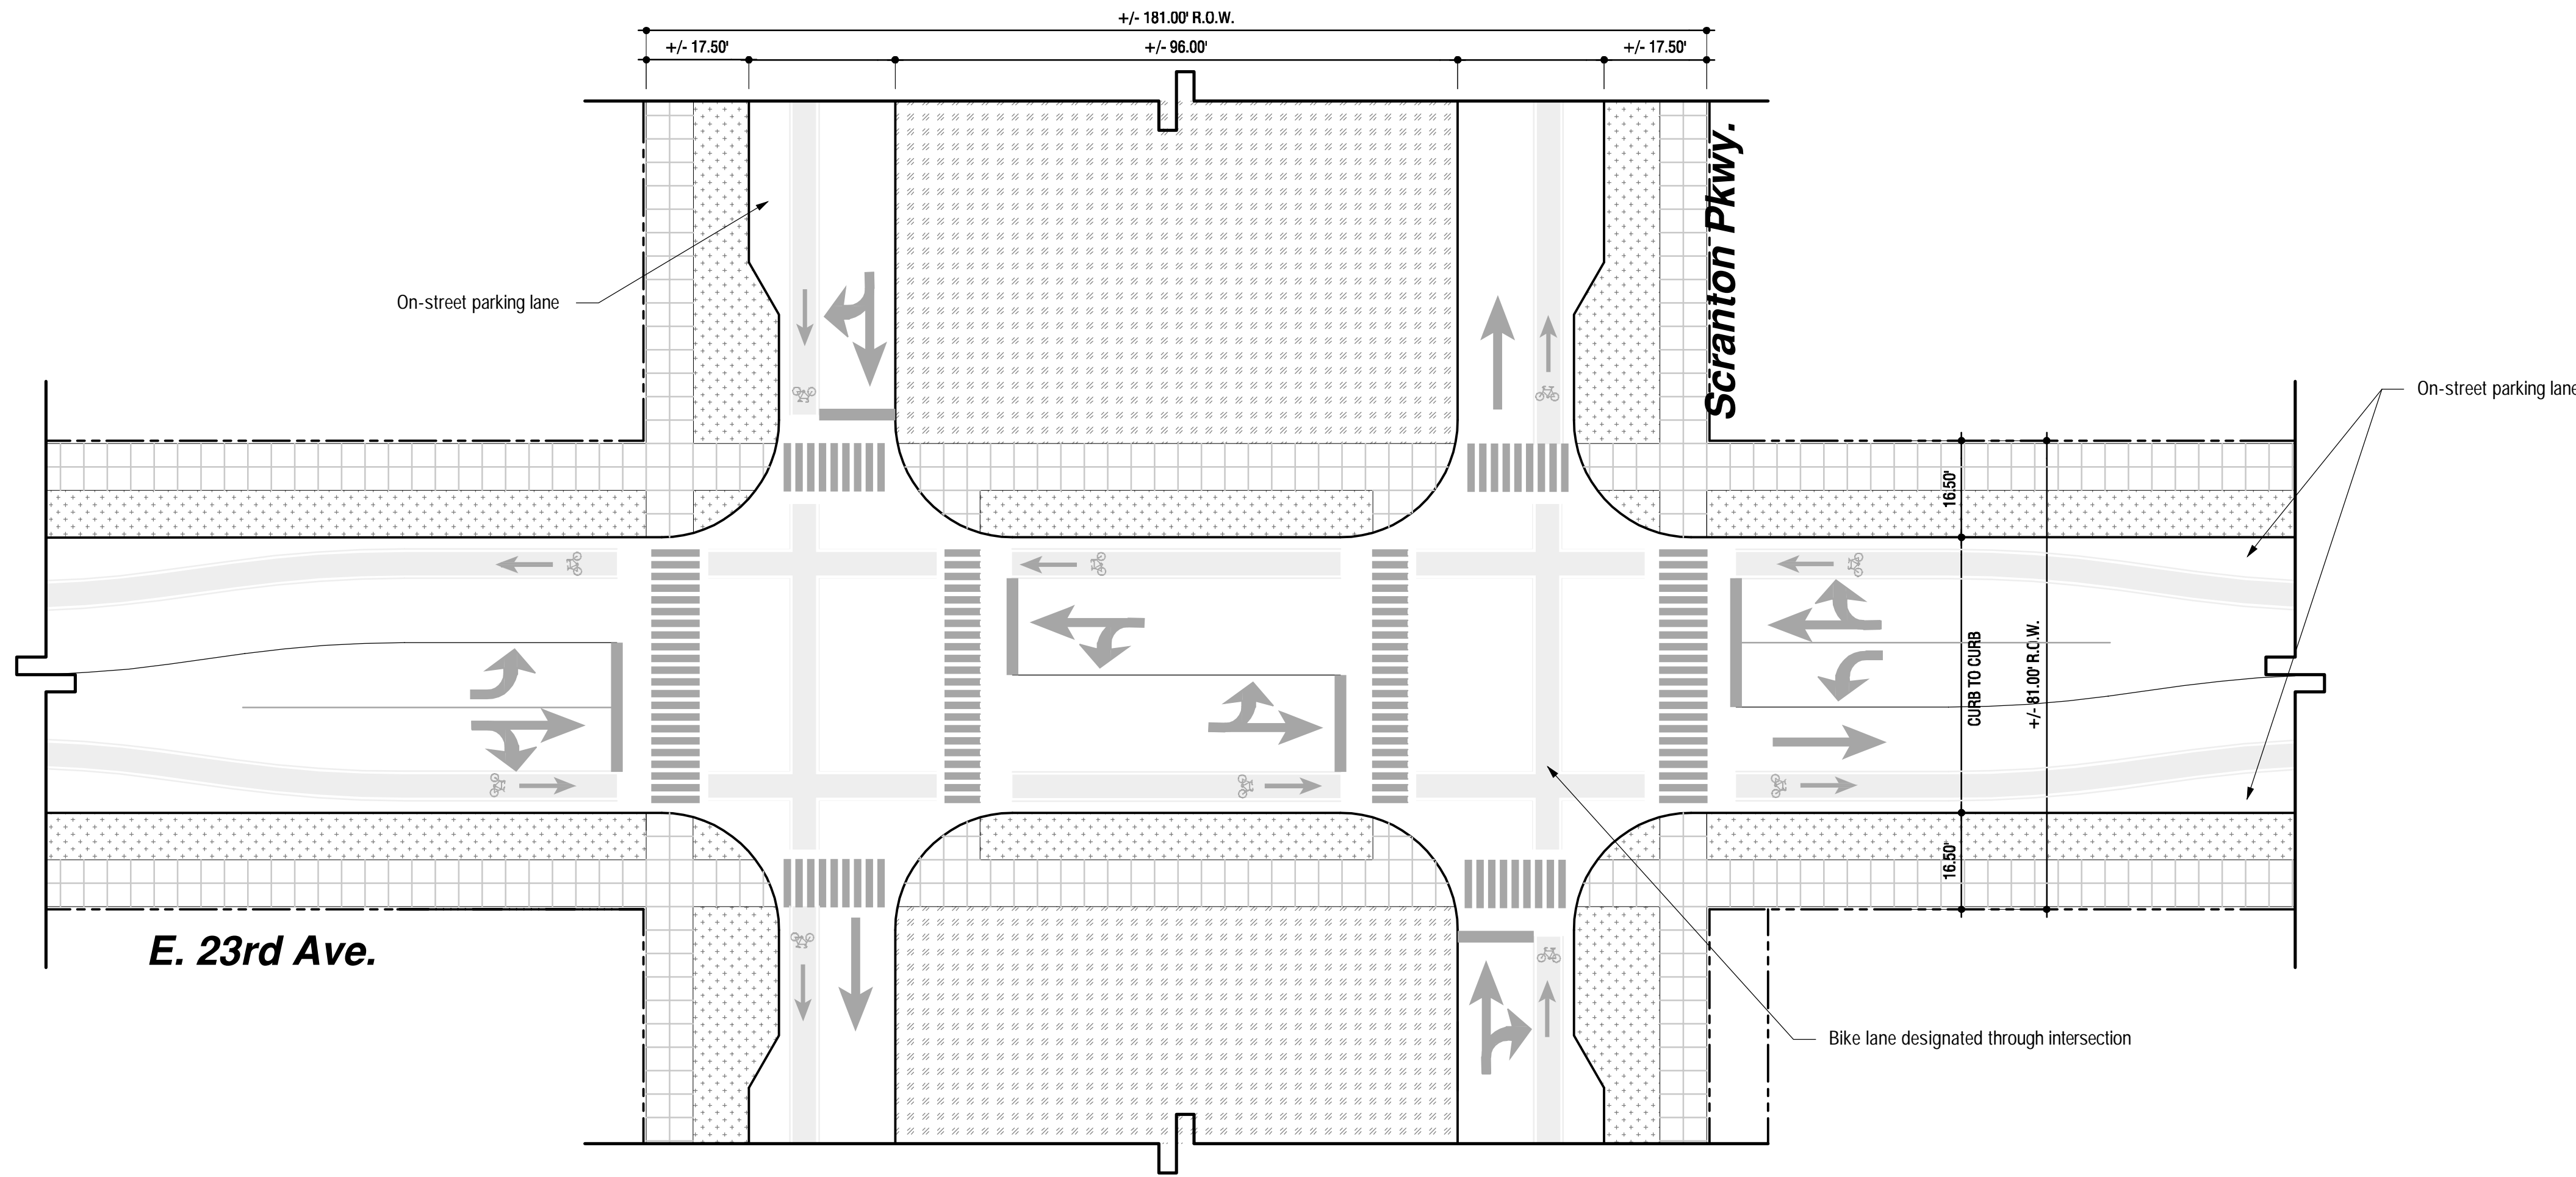 +/- 181.00' R.O.W.
+/- 17.50'
+/- 96.00'
+/- 17.50'
Scranton Pkwy.
On-street parking lane
On-street parking lane
16.50'
CURB TO CURB
+/- 81.00' R.O.W.
16.50'
E. 23rd Ave.
Bike lane designated through intersection